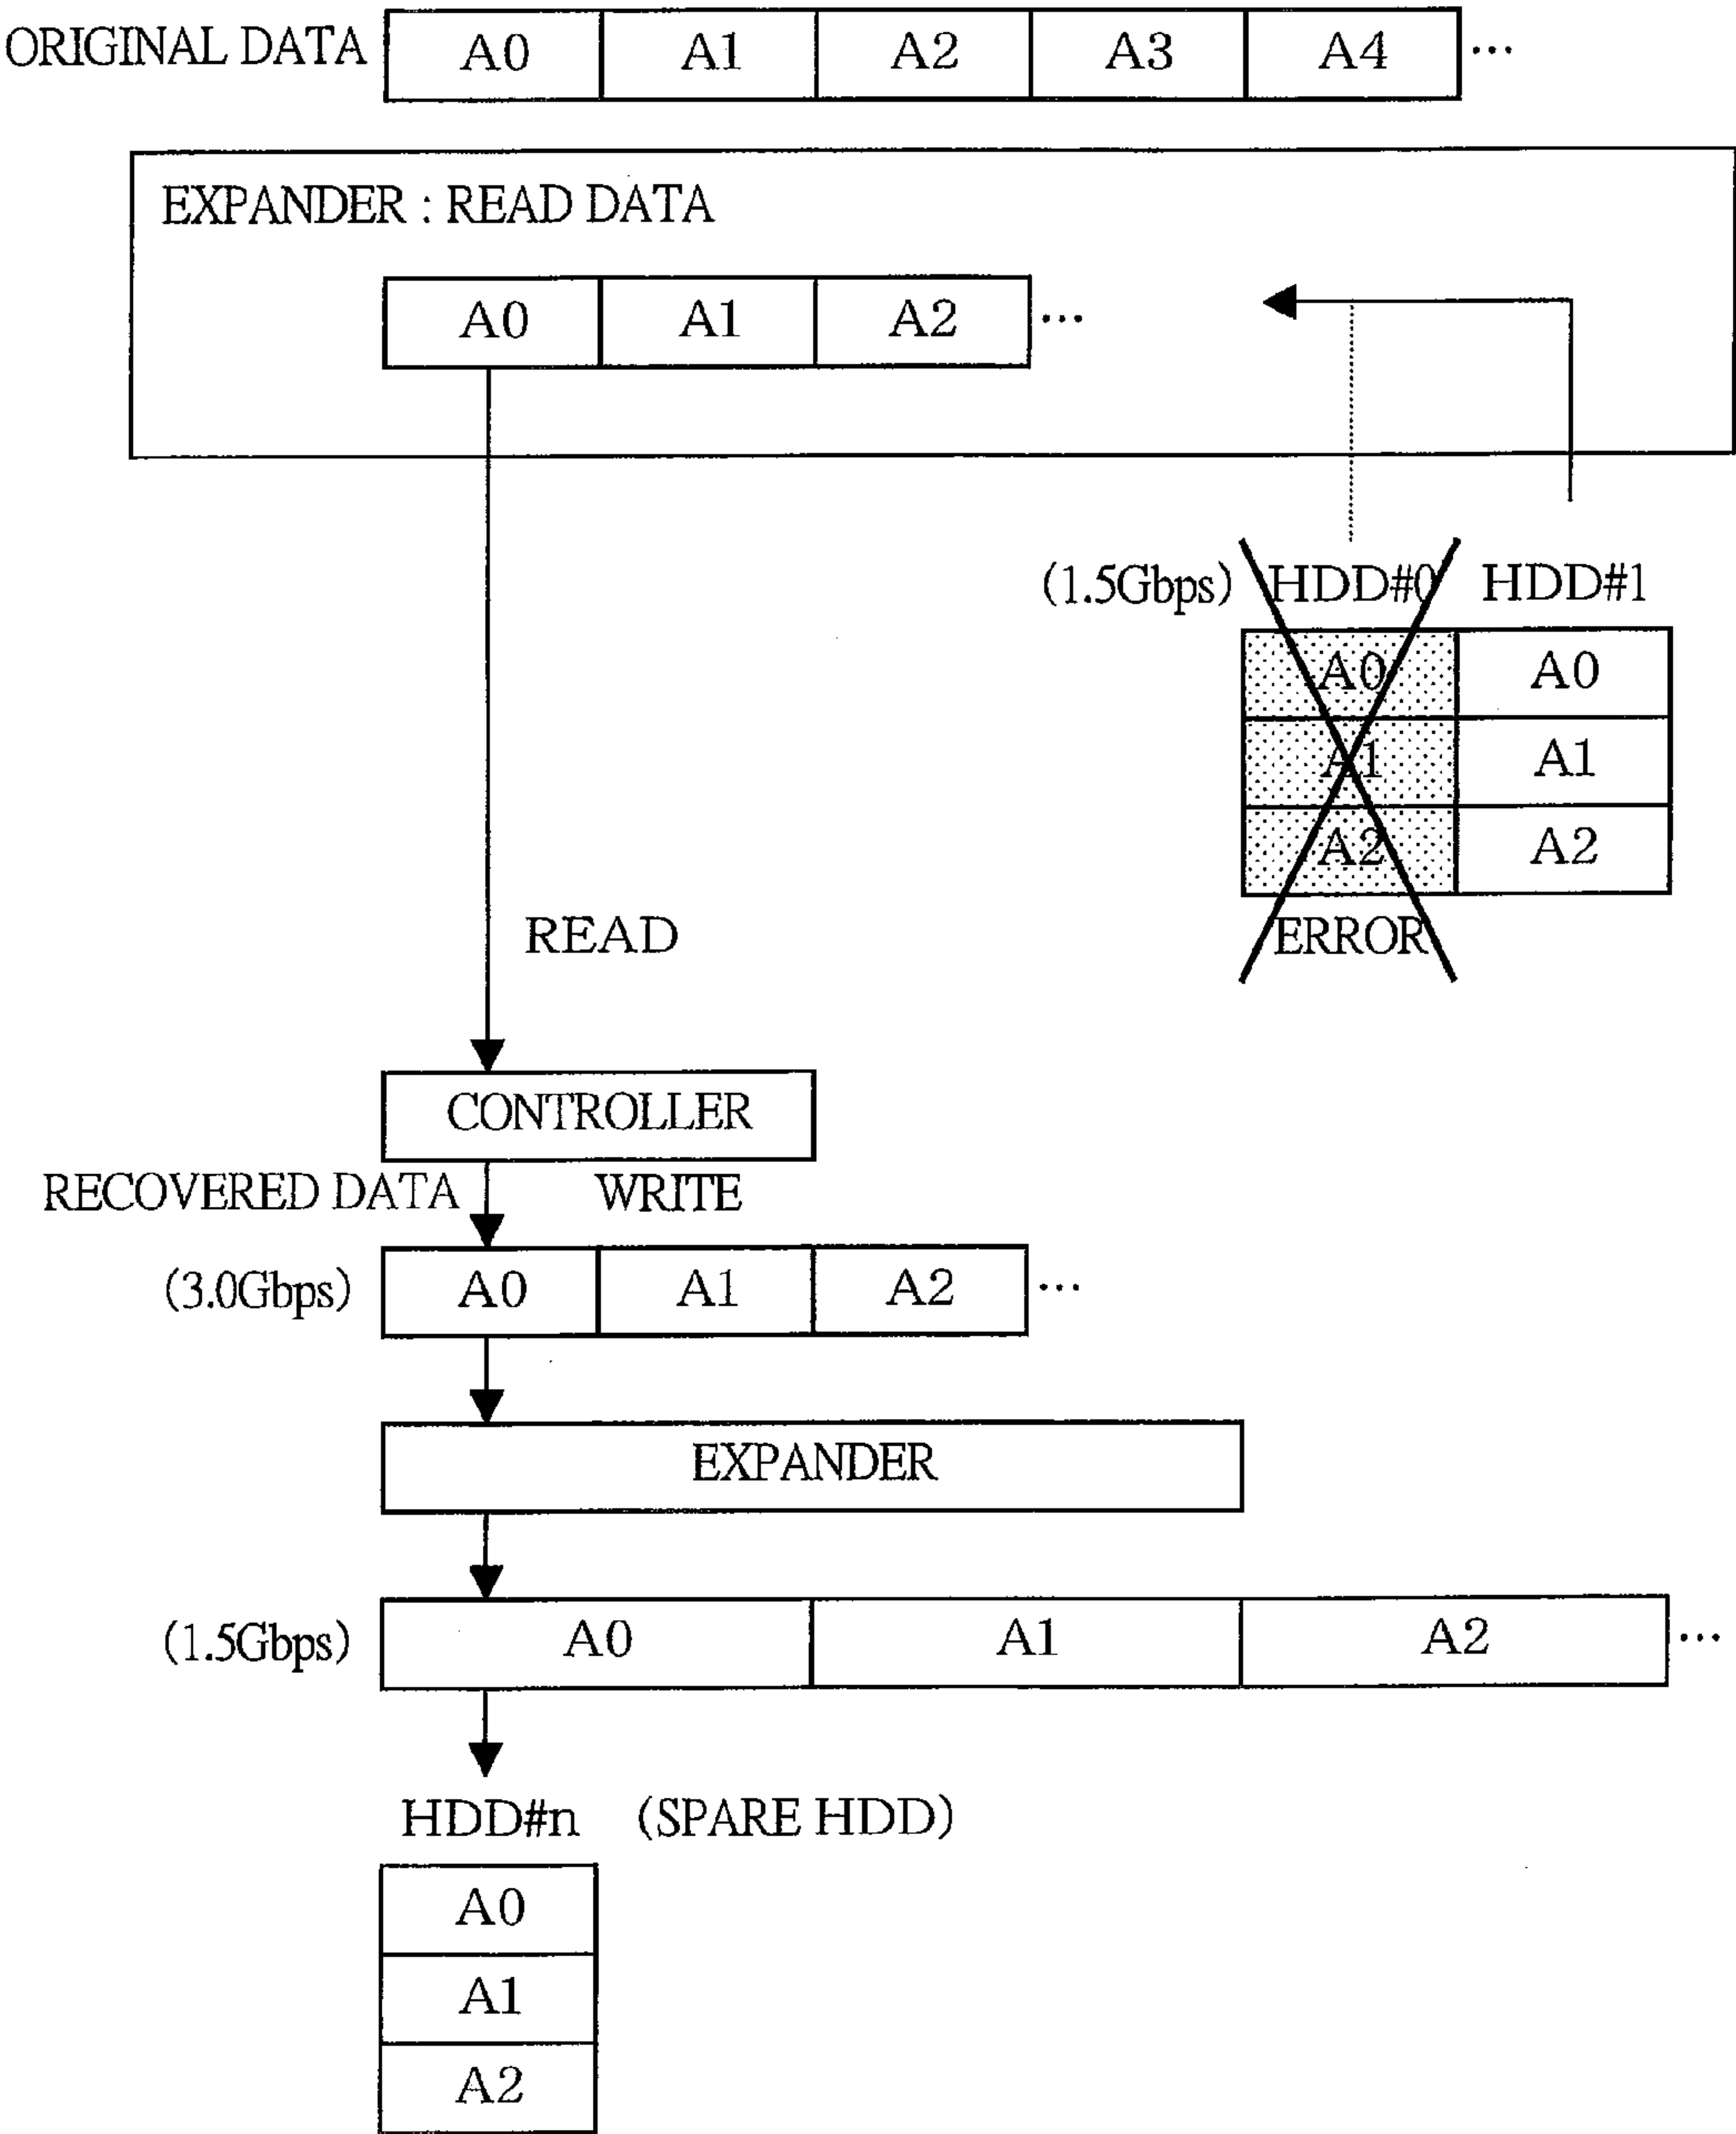 ORIGINAL DATA A0 A1 A2 A3 A4 ...
EXPANDER : READ DATA
A0 A1 A2 ...
(1.5Gbps) HDD#0 HDD#1
A0 A0
A1 A1
A2 A2
ERROR
READ
CONTROLLER
RECOVERED DATA WRITE
(3.0Gbps) A0 A1 A2 ...
EXPANDER
(1.5Gbps) A0 A1 A2 ...
HDD#n (SPARE HDD)
A0
A1
A2